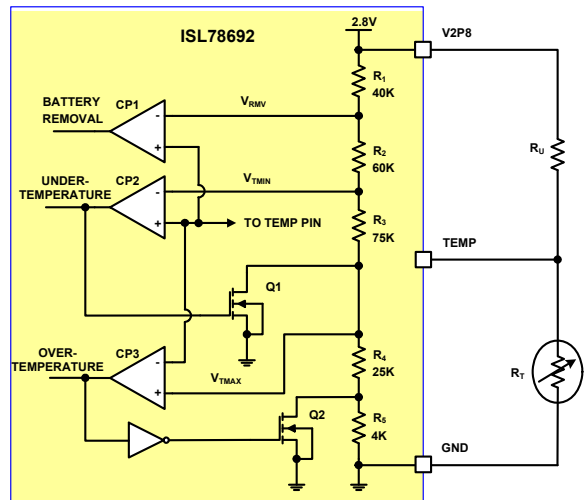 ISL78692
2.8V
V2P8
R1
40K
BATTERY
REMOVAL
CP1
-
+
VRMV
R2
60K
RU
UNDER-
TEMPERATURE
CP2
-
+
VTMIN
TO TEMP PIN
R3
75K
TEMP
Q1
OVER-
TEMPERATURE
CP3
-
+
VTMAX
R4
25K
RT
Q2
R5
4K
GND